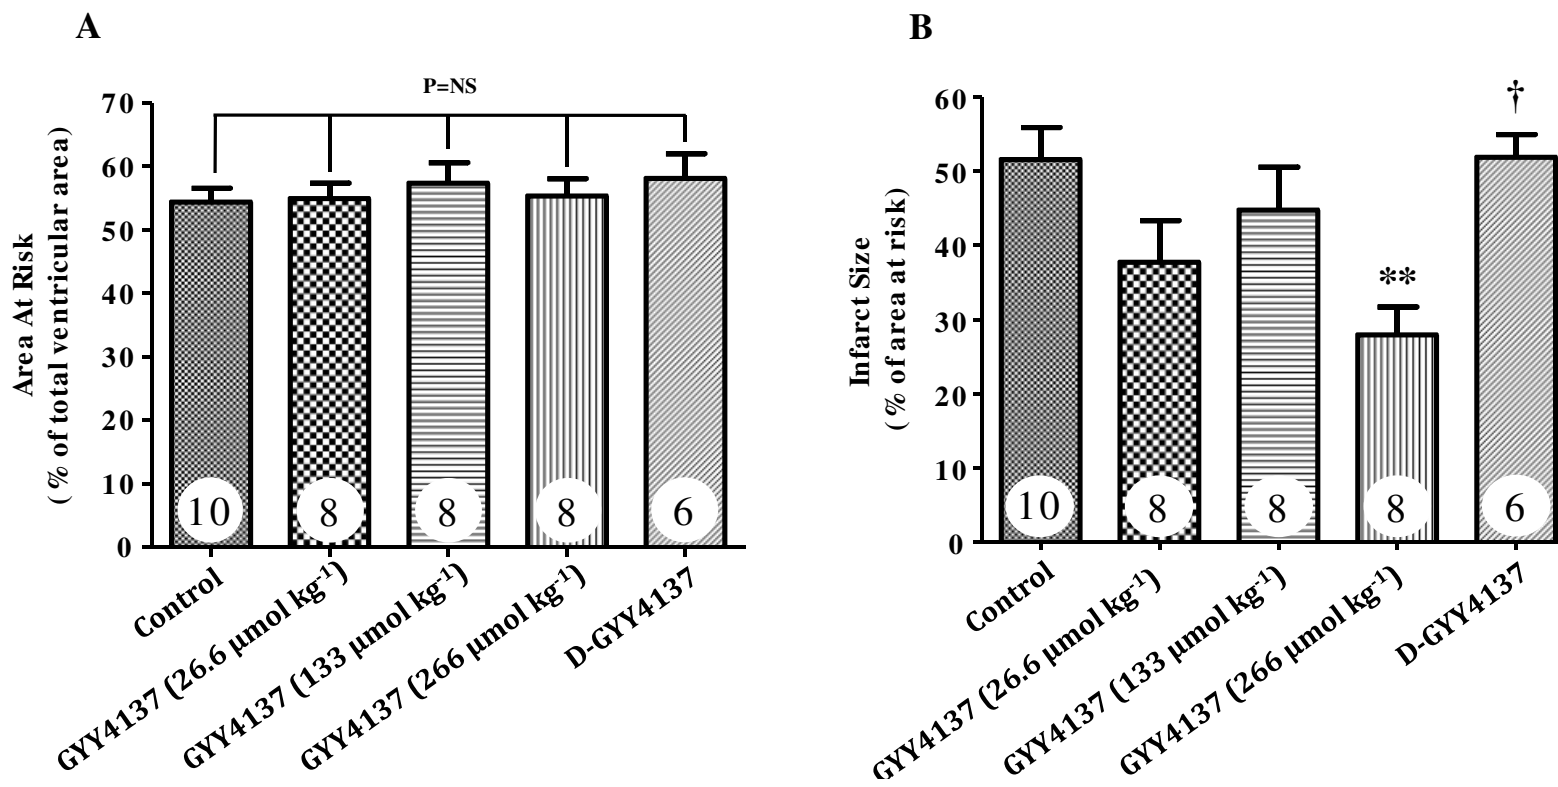 A
P=NS
70
60
50
40
30
20
10
0
Area At Risk
( % of total ventricular area)
10
8
8
8
6
Control
GYY4137 (26.6 µmol kg⁻¹)
GYY4137 (133 µmol kg⁻¹)
GYY4137 (266 µmol kg⁻¹)
D-GYY4137
B
†
60
50
40
30
20
10
0
Infarct Size
( % of area at risk)
**
10
8
8
8
6
Control
GYY4137 (26.6 µmol kg⁻¹)
GYY4137 (133 µmol kg⁻¹)
GYY4137 (266 µmol kg⁻¹)
D-GYY4137